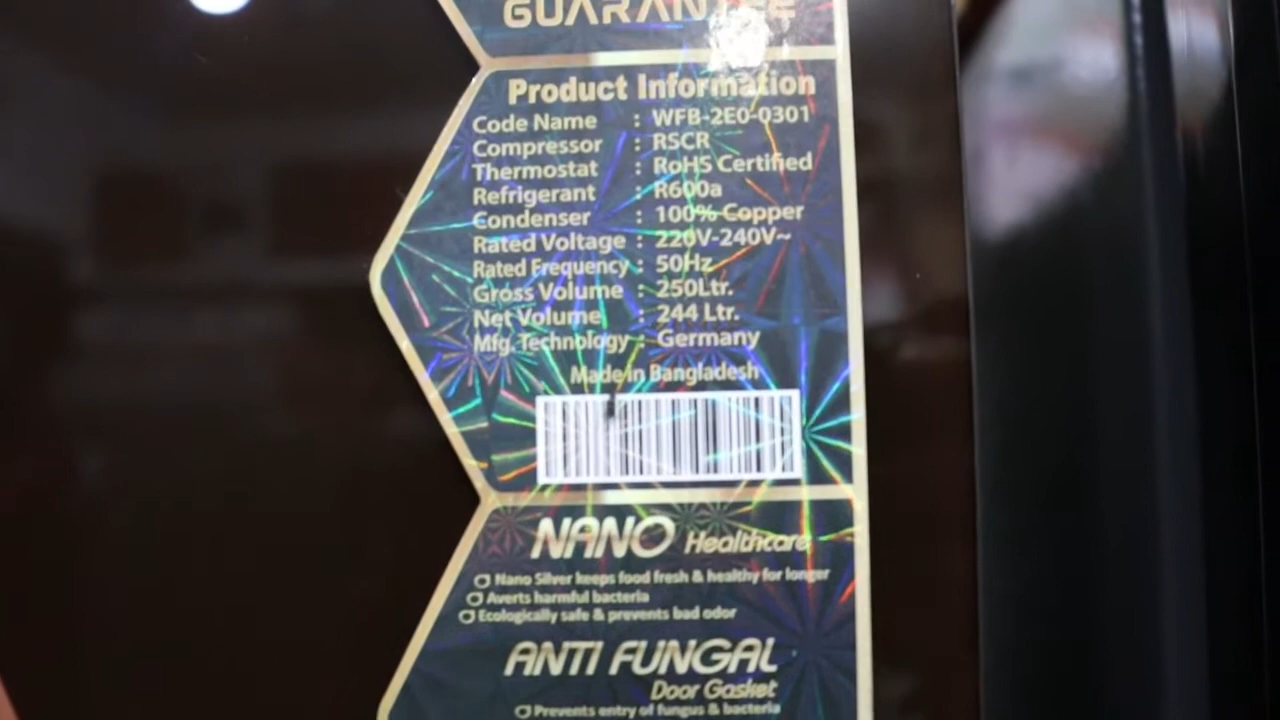 GUARANTEE
Product Information
Code Name : WFB-2E0-0301
Compressor : RSCR
Thermostat : RoHS Certified
Refrigerant : R600a
Condenser : 100% Copper
Rated Voltage : 220V-240V~
Rated Frequency : 50Hz
Gross Volume : 250Ltr.
Net Volume : 244 Ltr.
Mfg. Technology : Germany
Made in Bangladesh
NANO Healthcare
Nano Silver keeps food fresh & healthy for longer
Averts harmful bacteria
Ecologically safe & prevents bad odor
ANTI FUNGAL
Door Gasket
Prevents entry of fungus & bacteria